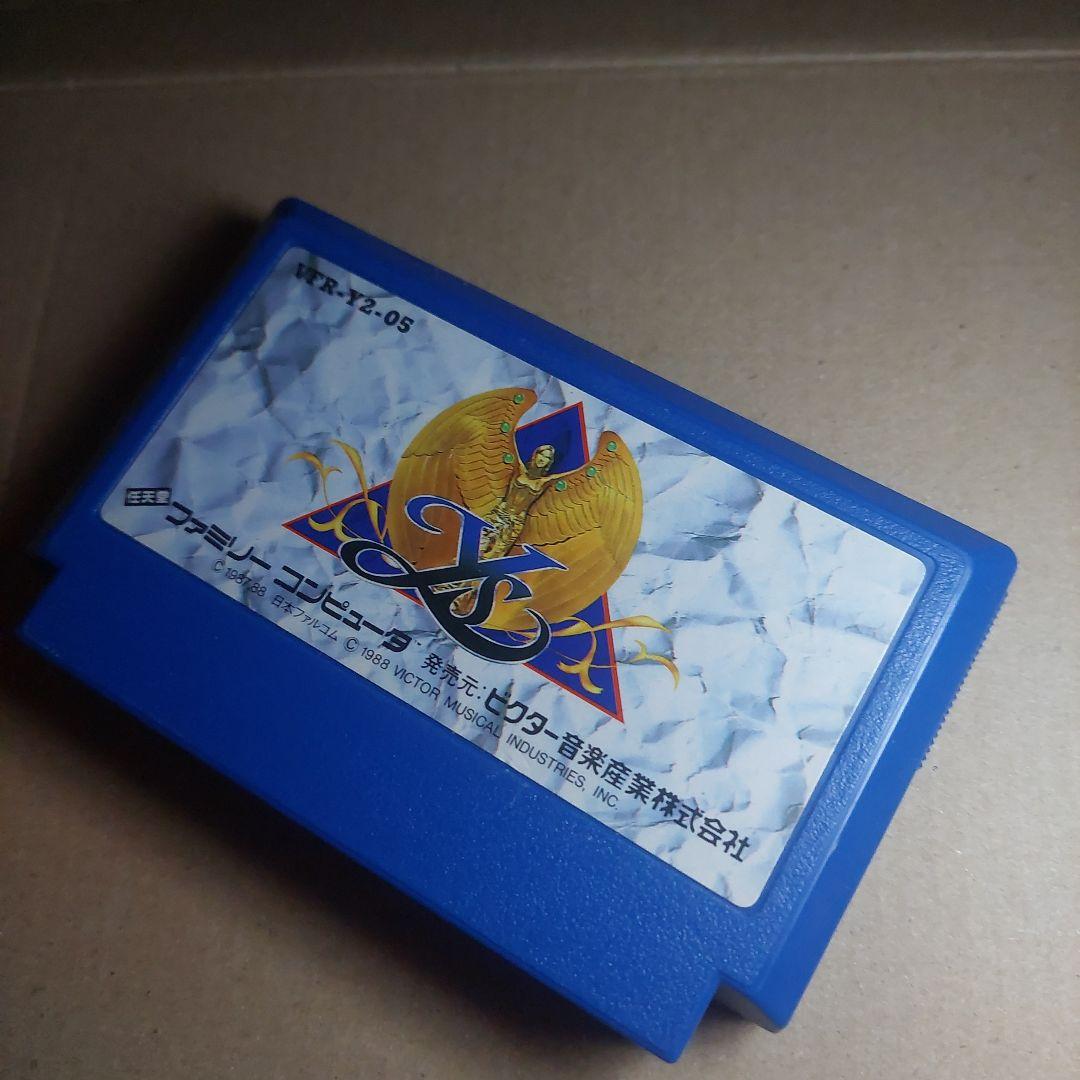 VFR-Y2-05
Ys
任天堂
ファミリー コンピュータ™ 発売元:ビクター音楽産業株式会社
© 1987,88 日本ファルコム © 1988 VICTOR MUSICAL INDUSTRIES, INC.